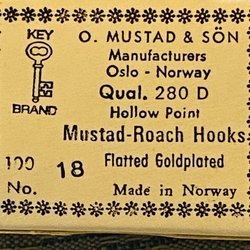 KEY
BRAND
O. MUSTAD & SÖN
Manufacturers
Oslo - Norway
Qual. 280 D
Hollow Point
Mustad-Roach Hooks
100 18 Flatted Goldplated
No. Made in Norway